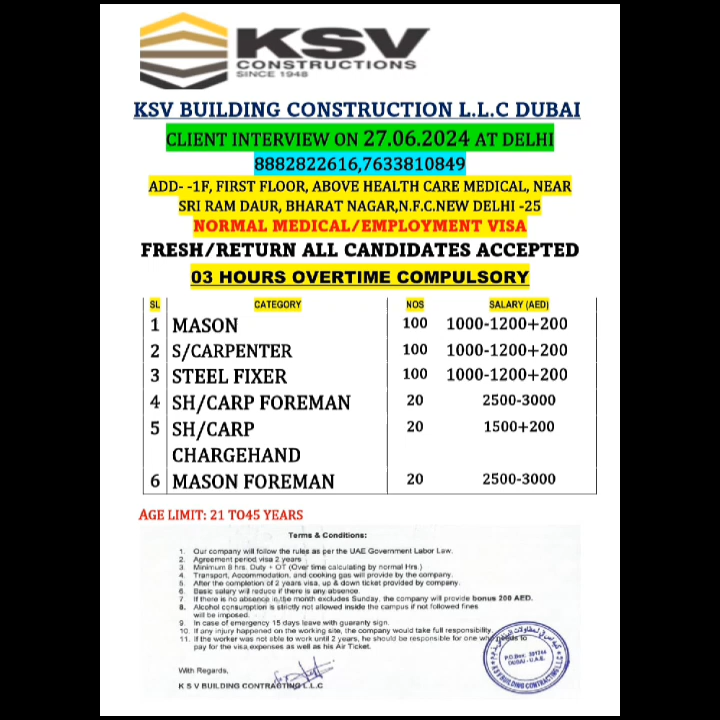 KSV
CONSTRUCTIONS
SINCE 1948
KSV BUILDING CONSTRUCTION L.L.C DUBAI
CLIENT INTERVIEW ON 27.06.2024 AT DELHI
8882822616,7633810849
ADD- -1F, FIRST FLOOR, ABOVE HEALTH CARE MEDICAL, NEAR
SRI RAM DAUR, BHARAT NAGAR,N.F.C.NEW DELHI -25
NORMAL MEDICAL/EMPLOYMENT VISA
FRESH/RETURN ALL CANDIDATES ACCEPTED
03 HOURS OVERTIME COMPULSORY
SL CATEGORY NOS SALARY (AED)
1 MASON 100 1000-1200+200
2 S/CARPENTER 100 1000-1200+200
3 STEEL FIXER 100 1000-1200+200
4 SH/CARP FOREMAN 20 2500-3000
5 SH/CARP 20 1500+200
CHARGEHAND
6 MASON FOREMAN 20 2500-3000
AGE LIMIT: 21 TO45 YEARS
Terms & Conditions:
1. Our company will follow the rules as per the UAE Government Labor Law.
2. Agreement period visa 2 years
3. Minimum 8 hrs. Duty + OT (Over time calculating by normal Hrs.)
4. Transport, Accommodation, and cooking gas will provide by the company.
5. After the completion of 2 years visa, up & down ticket provided by company.
6. Basic salary will reduce if there is any absence.
7. If there is no absence in the month excludes Sunday, the company will provide bonus 200 AED.
8. Alcohol consumption is strictly not allowed inside the campus if not followed fines
will be imposed.
9. In case of emergency 15 days leave with guaranty sign.
10. If any injury happened on the working site, the company would take full responsibility.
11. If the worker was not able to work until 2 years, he should be responsible for one who needs to
pay for the visa expenses as well as his Air Ticket.
With Regards,
K S V BUILDING CONTRACTING L.L.C
DUBAI - U.A.E.
KSV BUILDING CONTRACTING L.L.C